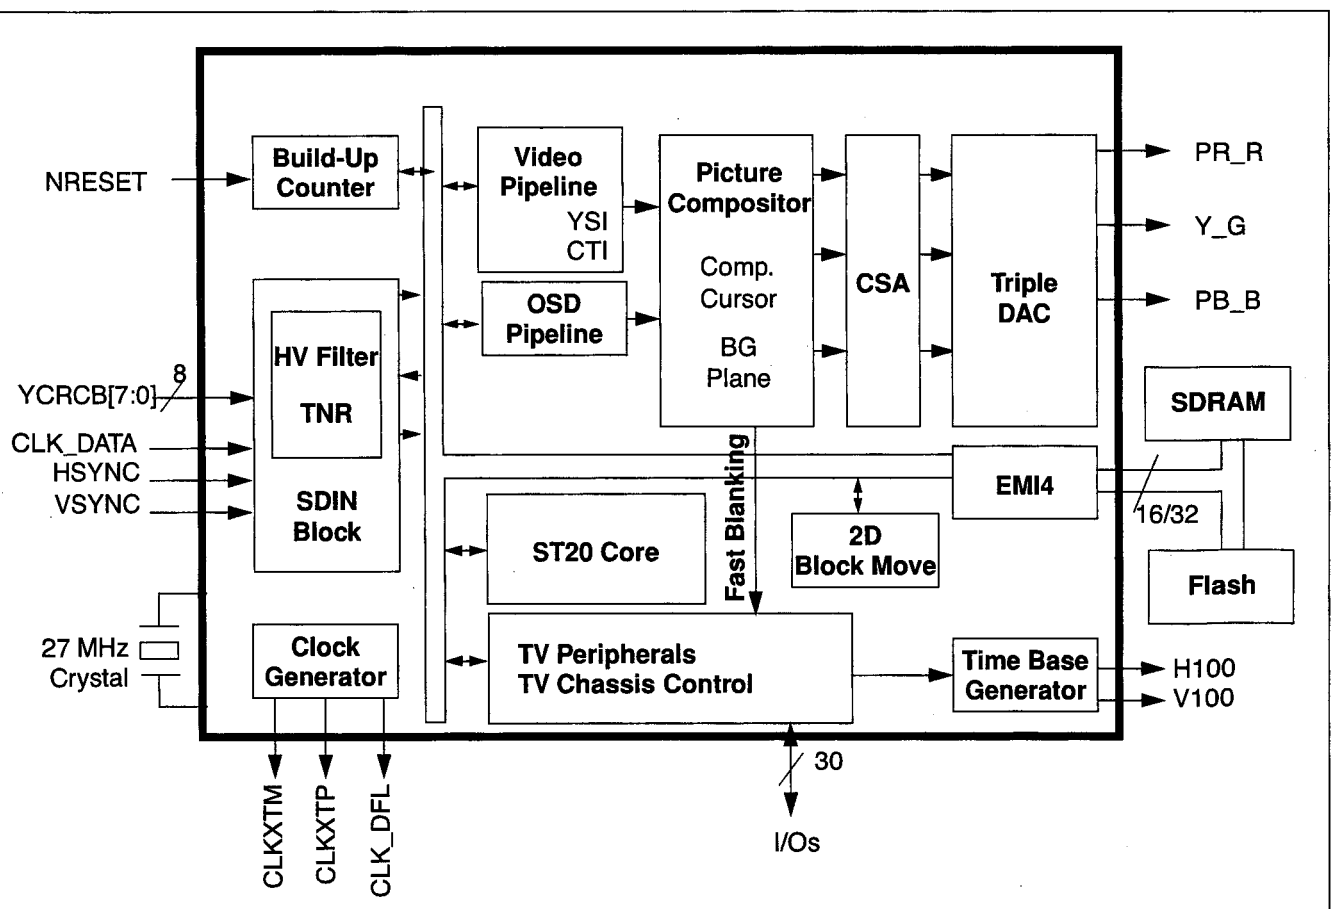 NRESET
Build-Up
Counter
Video
Pipeline
YSI
CTI
OSD
Pipeline
Picture
Compositor
Comp.
Cursor
BG
Plane
CSA
Triple
DAC
PR_R
Y_G
PB_B
HV Filter
TNR
SDIN
Block
YCRCB[7:0]
8
CLK_DATA
HSYNC
VSYNC
SDRAM
EMI4
16/32
Flash
Fast Blanking
2D
Block Move
ST20 Core
27 MHz
Crystal
Clock
Generator
TV Peripherals
TV Chassis Control
Time Base
Generator
H100
V100
30
I/Os
CLKXTM
CLKXTP
CLK_DFL